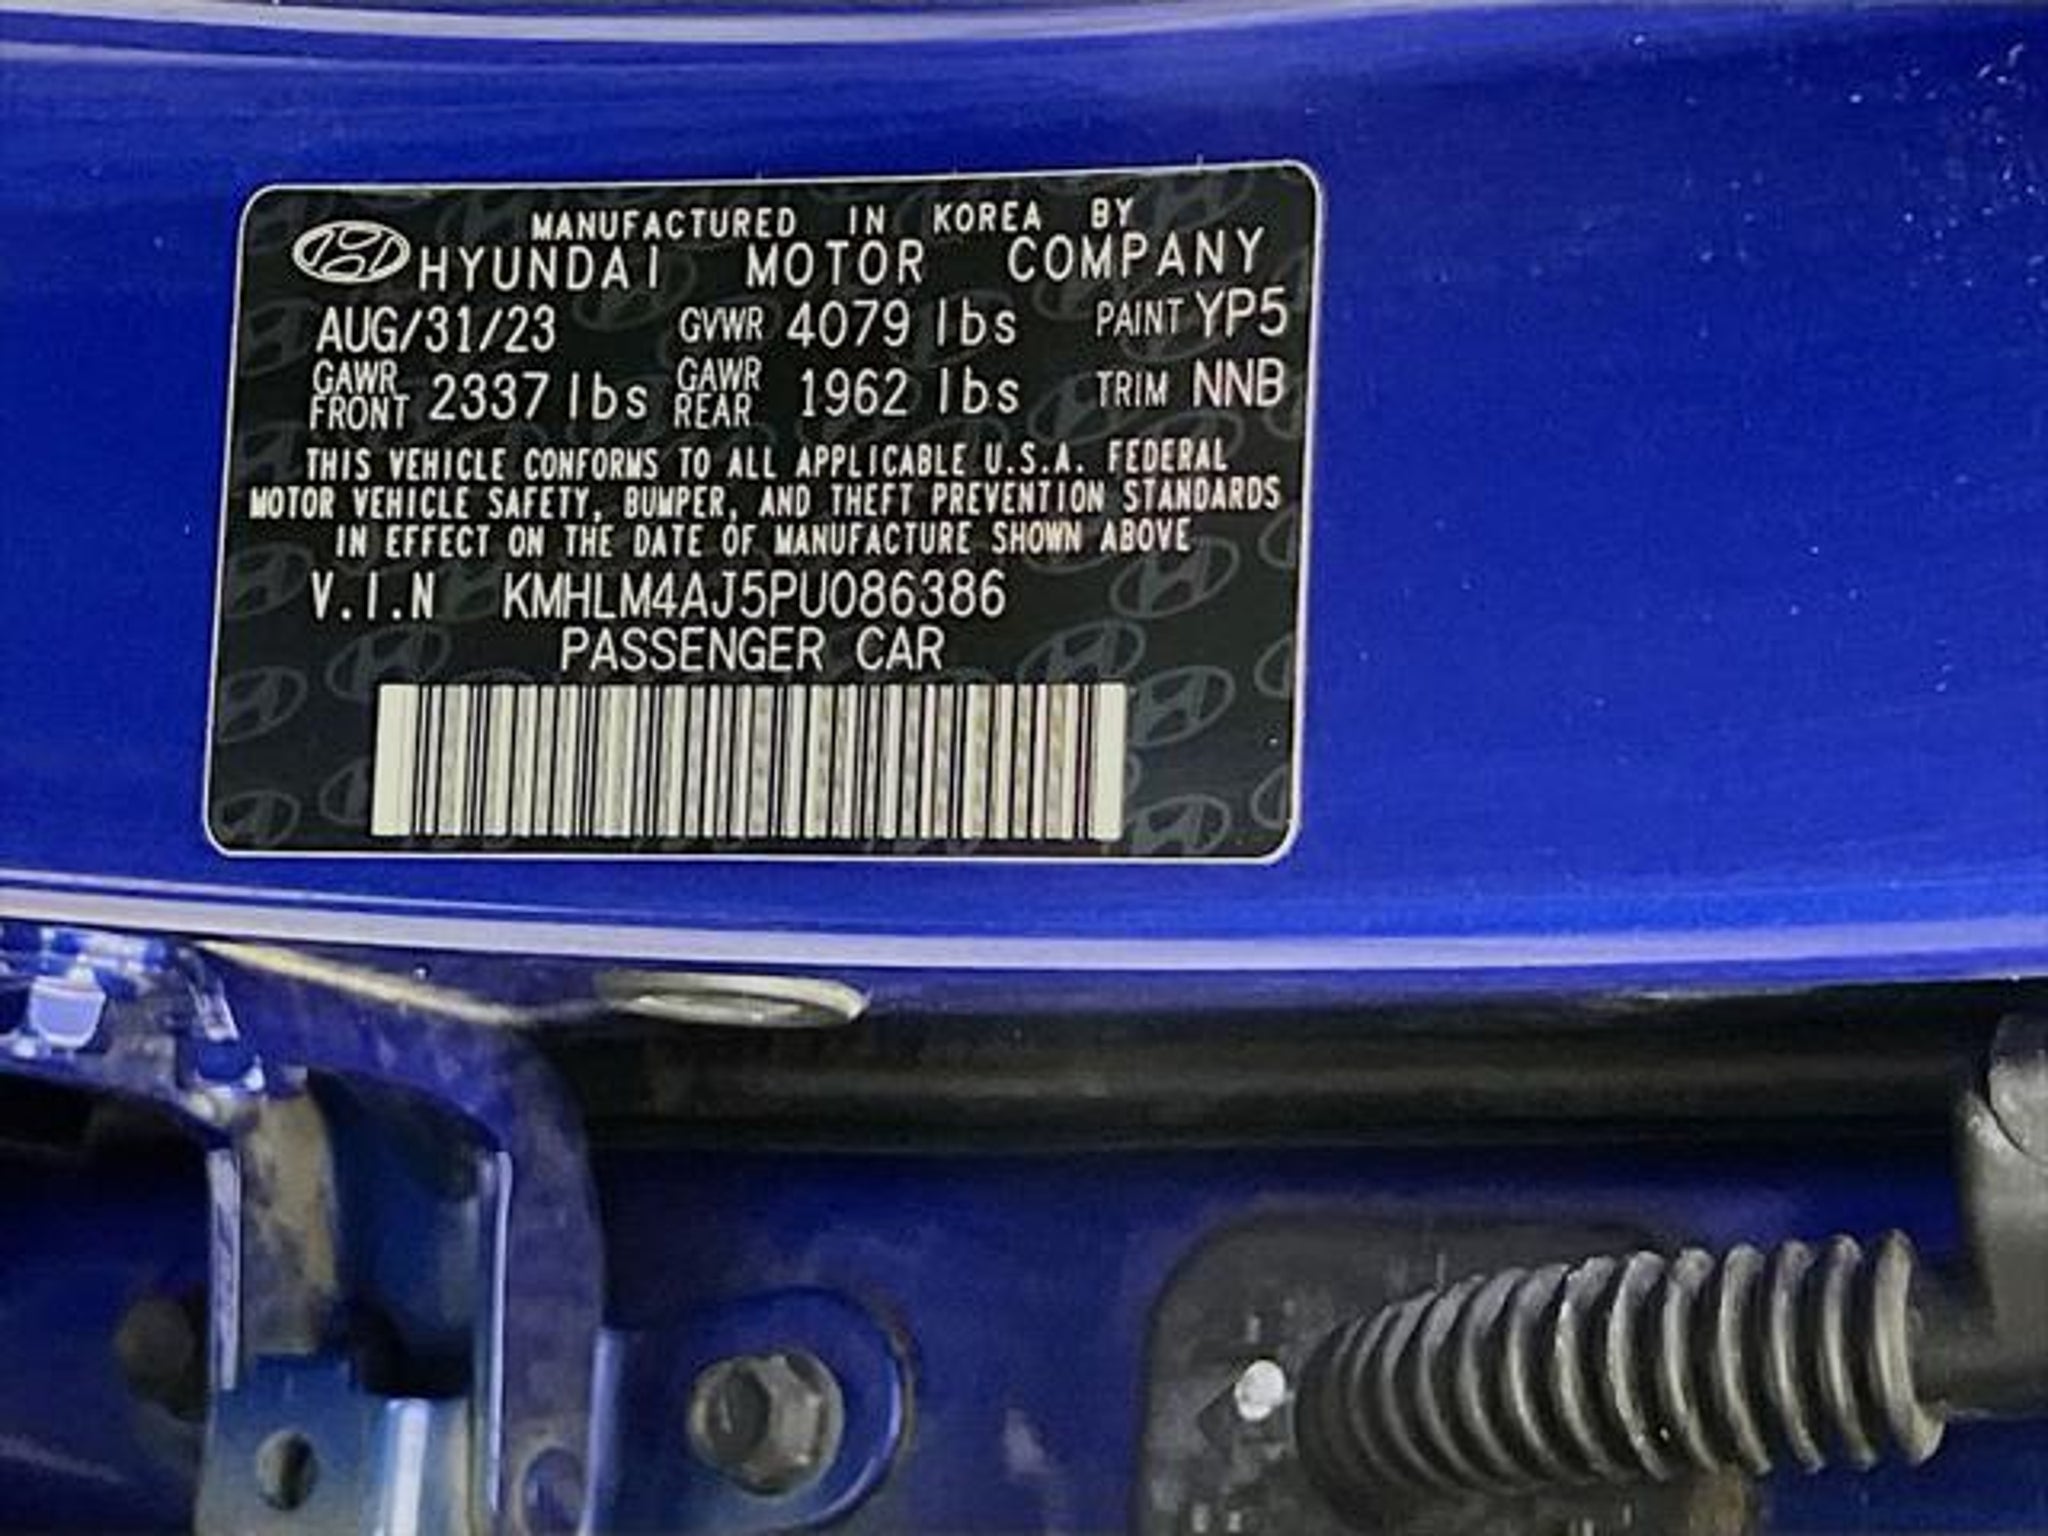 MANUFACTURED IN KOREA BY
HYUNDAI MOTOR COMPANY
AUG/31/23 GVWR 4079 lbs PAINT YP5
GAWR FRONT 2337 lbs GAWR REAR 1962 lbs TRIM NNB
THIS VEHICLE CONFORMS TO ALL APPLICABLE U.S.A. FEDERAL
MOTOR VEHICLE SAFETY, BUMPER, AND THEFT PREVENTION STANDARDS
IN EFFECT ON THE DATE OF MANUFACTURE SHOWN ABOVE
V.I.N KMHLM4AJ5PU086386
PASSENGER CAR